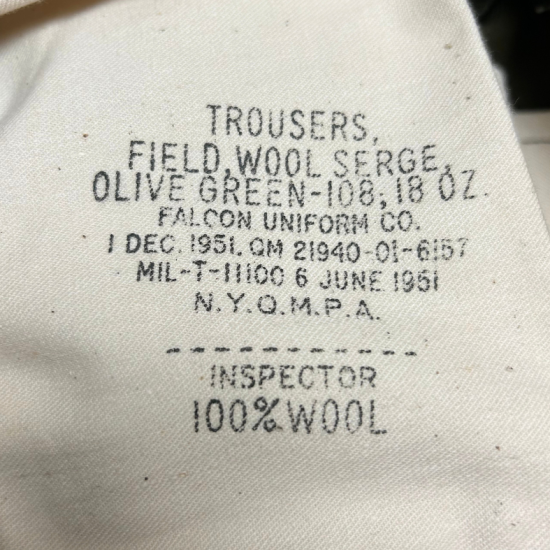 TROUSERS,
FIELD, WOOL SERGE,
OLIVE GREEN-108, 18 OZ
FALCON UNIFORM CO.
1 DEC. 1951. QM 21940-01-6157
MIL-T-11100 6 JUNE 1951
N.Y.Q.M.P.A.
------------
INSPECTOR
100% WOOL